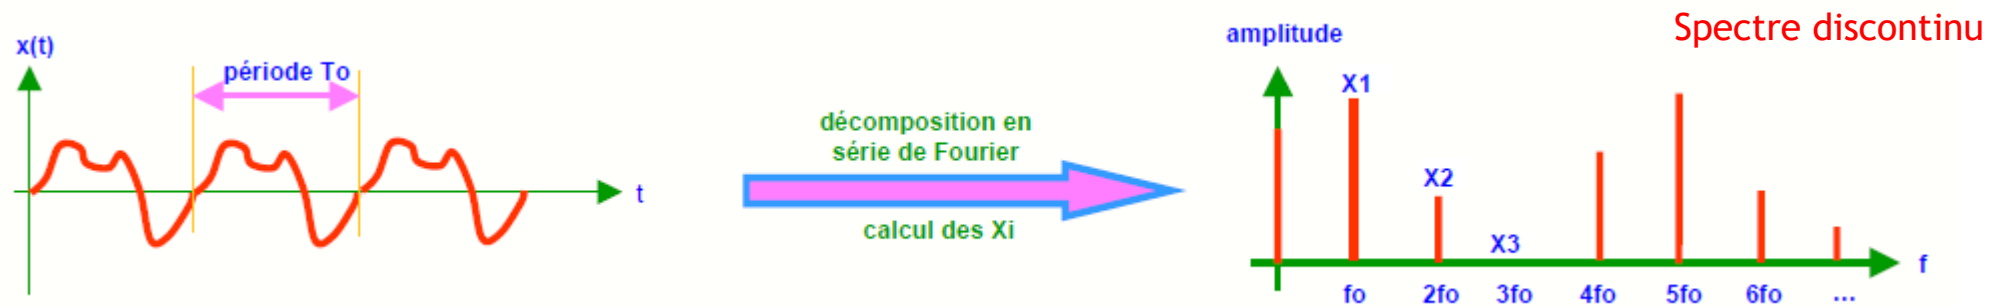 x(t)
période To
t
décomposition en
série de Fourier
calcul des Xi
Spectre discontinu
amplitude
X1
X2
X3
f
fo 2fo 3fo 4fo 5fo 6fo ...